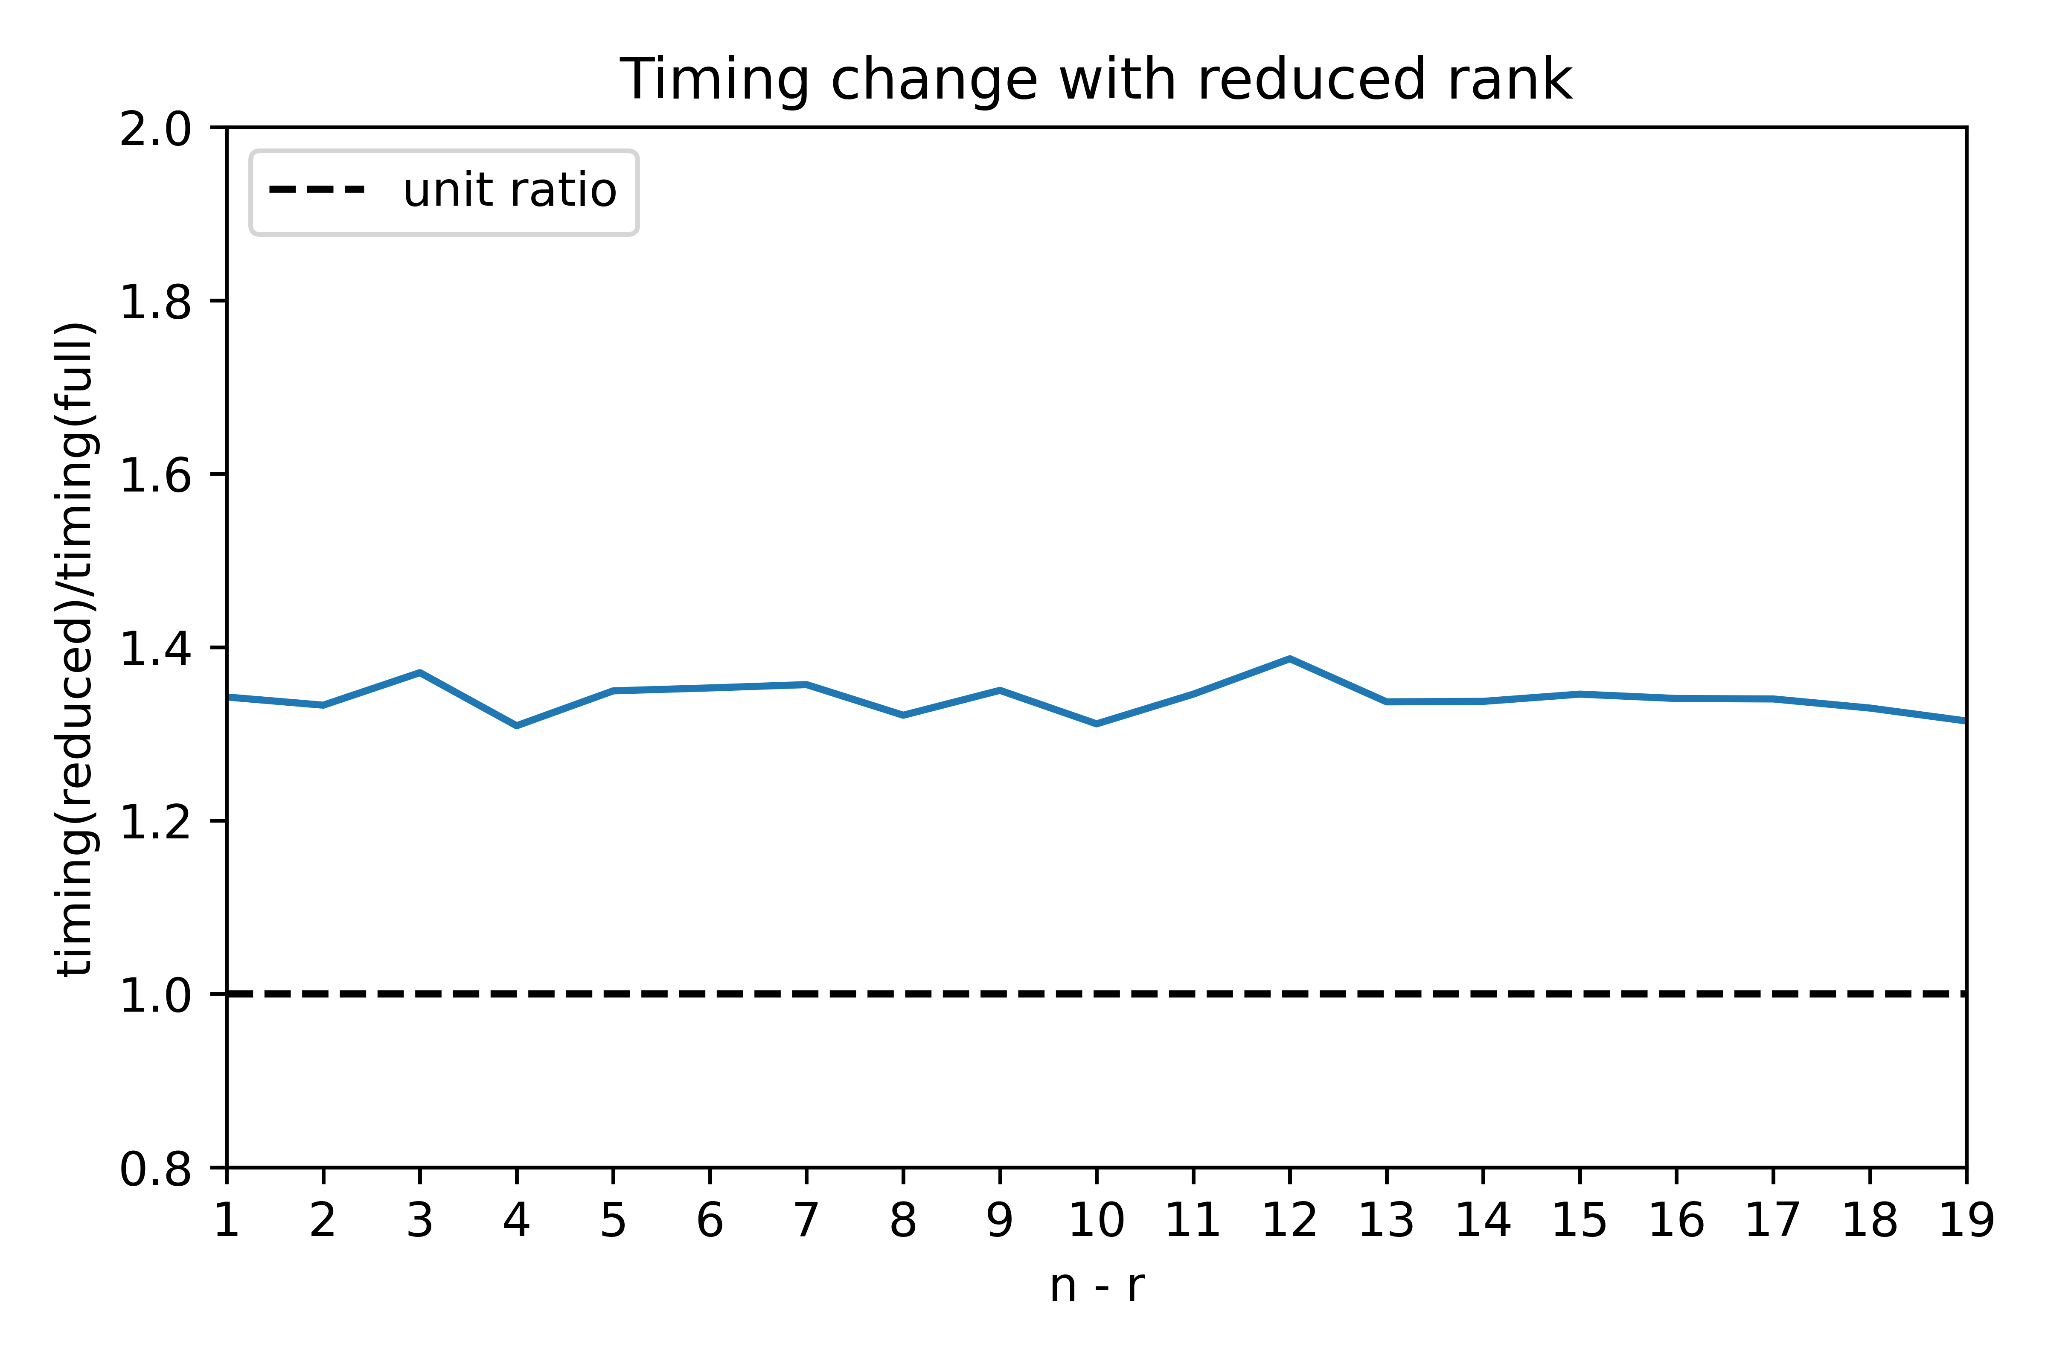 Timing change with reduced rank
2.0
1.8
1.6
1.4
1.2
1.0
0.8
timing(reduced)/timing(full)
unit ratio
1 2 3 4 5 6 7 8 9 10 11 12 13 14 15 16 17 18 19
n - r